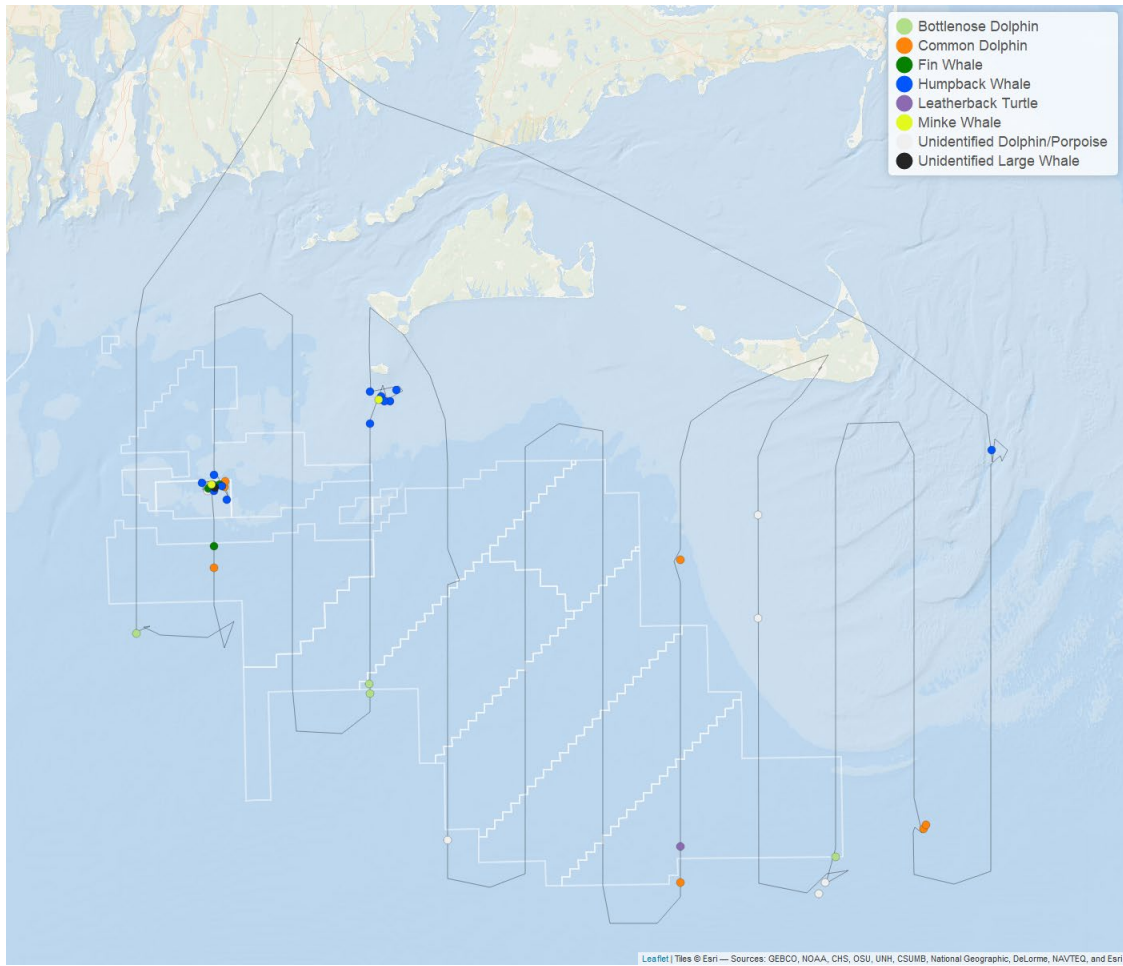 Bottlenose Dolphin
Common Dolphin
Fin Whale
Humpback Whale
Leatherback Turtle
Minke Whale
Unidentified Dolphin/Porpoise
Unidentified Large Whale
Leaflet | Tiles © Esri — Sources: GEBCO, NOAA, CHS, OSU, UNH, CSUMB, National Geographic, DeLorme, NAVTEQ, and Esri